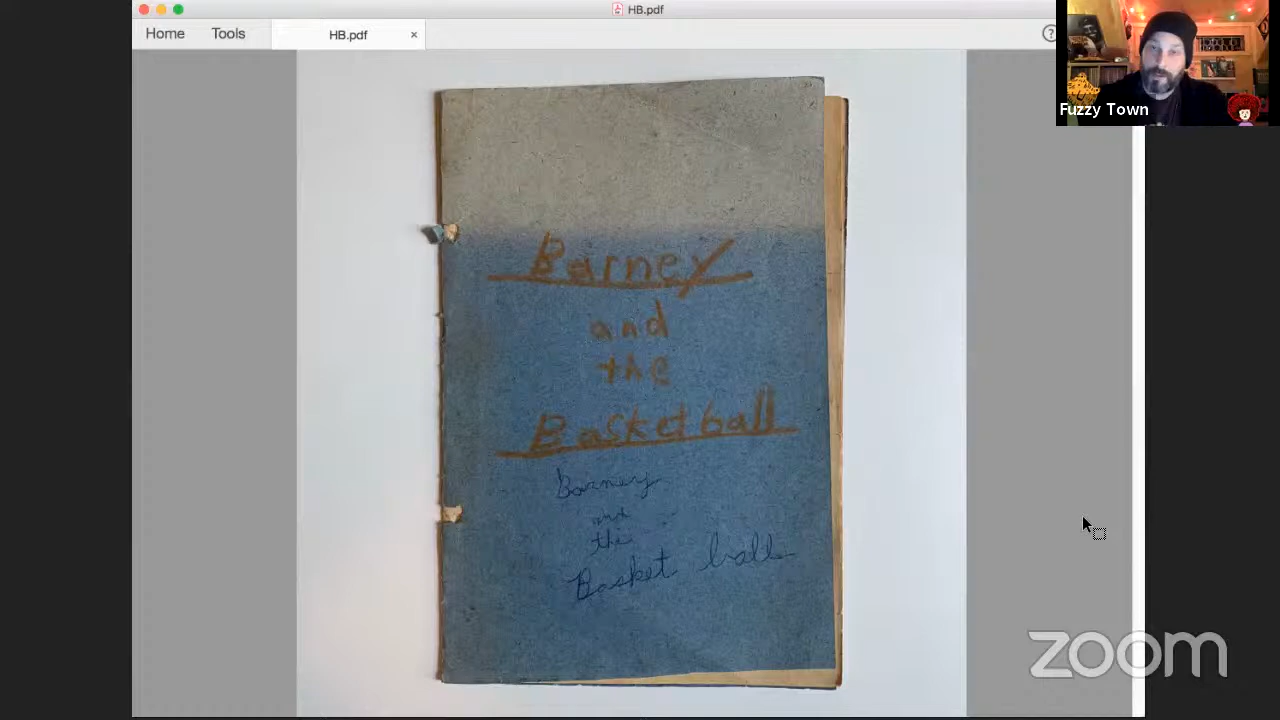 HB.pdf
Home
Tools
HB.pdf
×
?
Fuzzy Town
Barney
and
the
Basketball
Barney
and
the
Basket ball
zoom